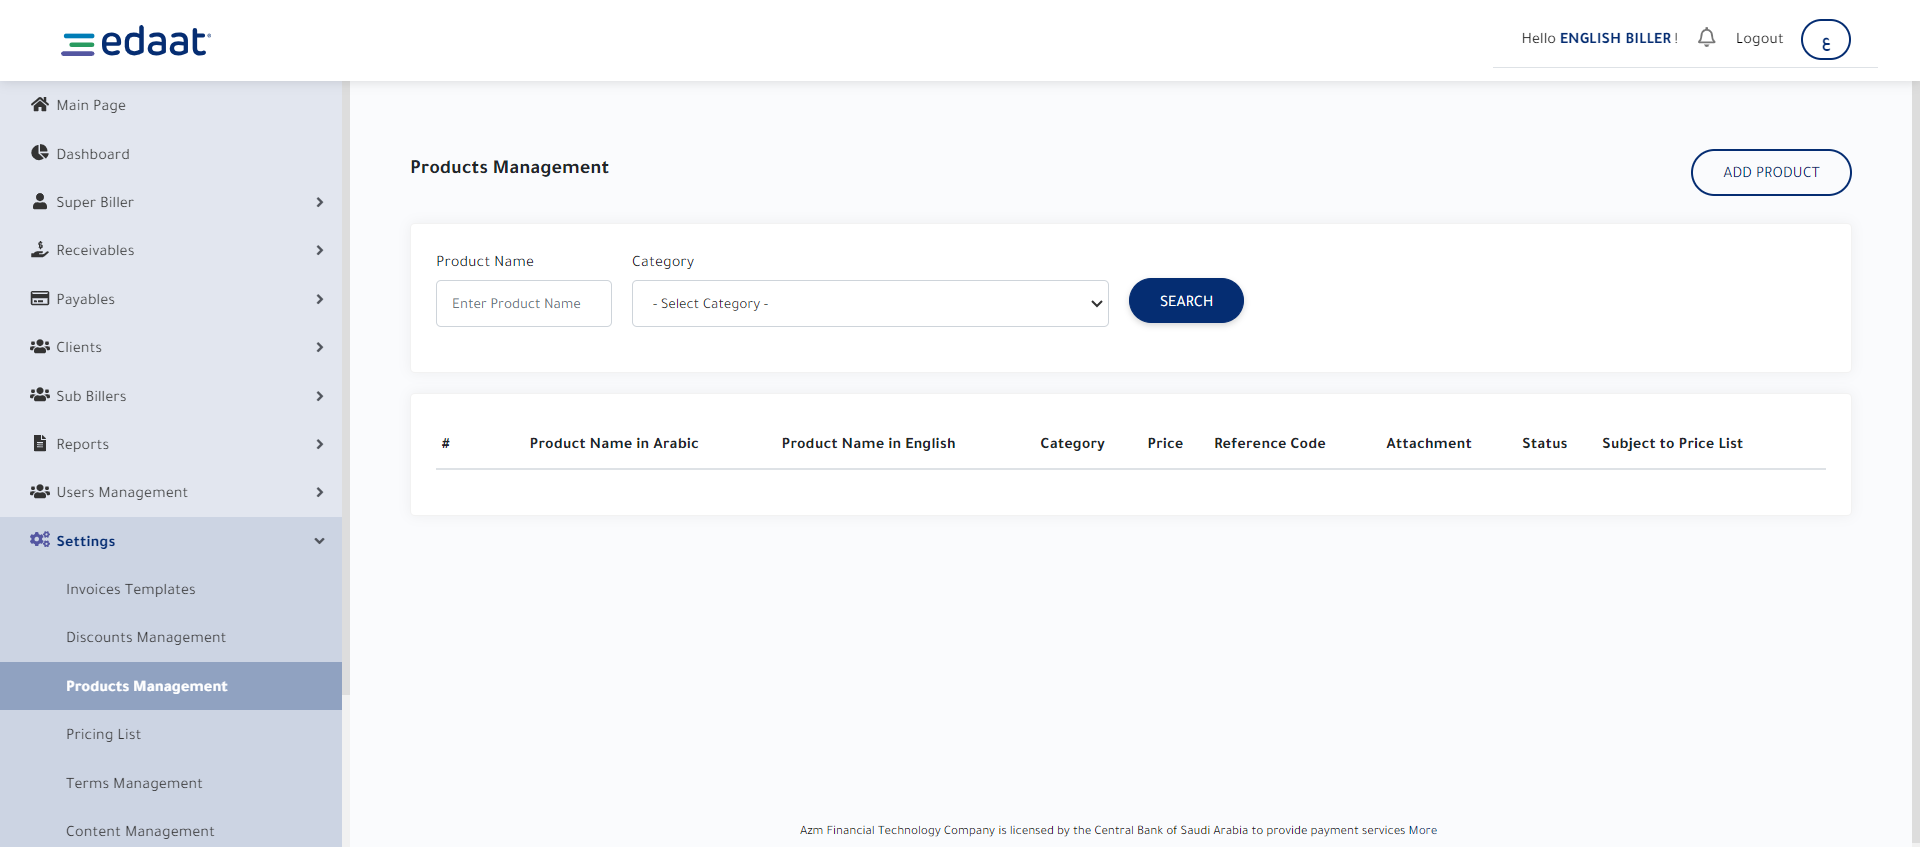 edaat
Hello ENGLISH BILLER !
Logout
ع
Main Page
Dashboard
Super Biller
Receivables
Payables
Clients
Sub Billers
Reports
Users Management
Settings
Invoices Templates
Discounts Management
Products Management
Pricing List
Terms Management
Content Management
Products Management
ADD PRODUCT
Product Name
Category
Enter Product Name
- Select Category -
SEARCH
# Product Name in Arabic Product Name in English Category Price Reference Code Attachment Status Subject to Price List
Azm Financial Technology Company is licensed by the Central Bank of Saudi Arabia to provide payment services More